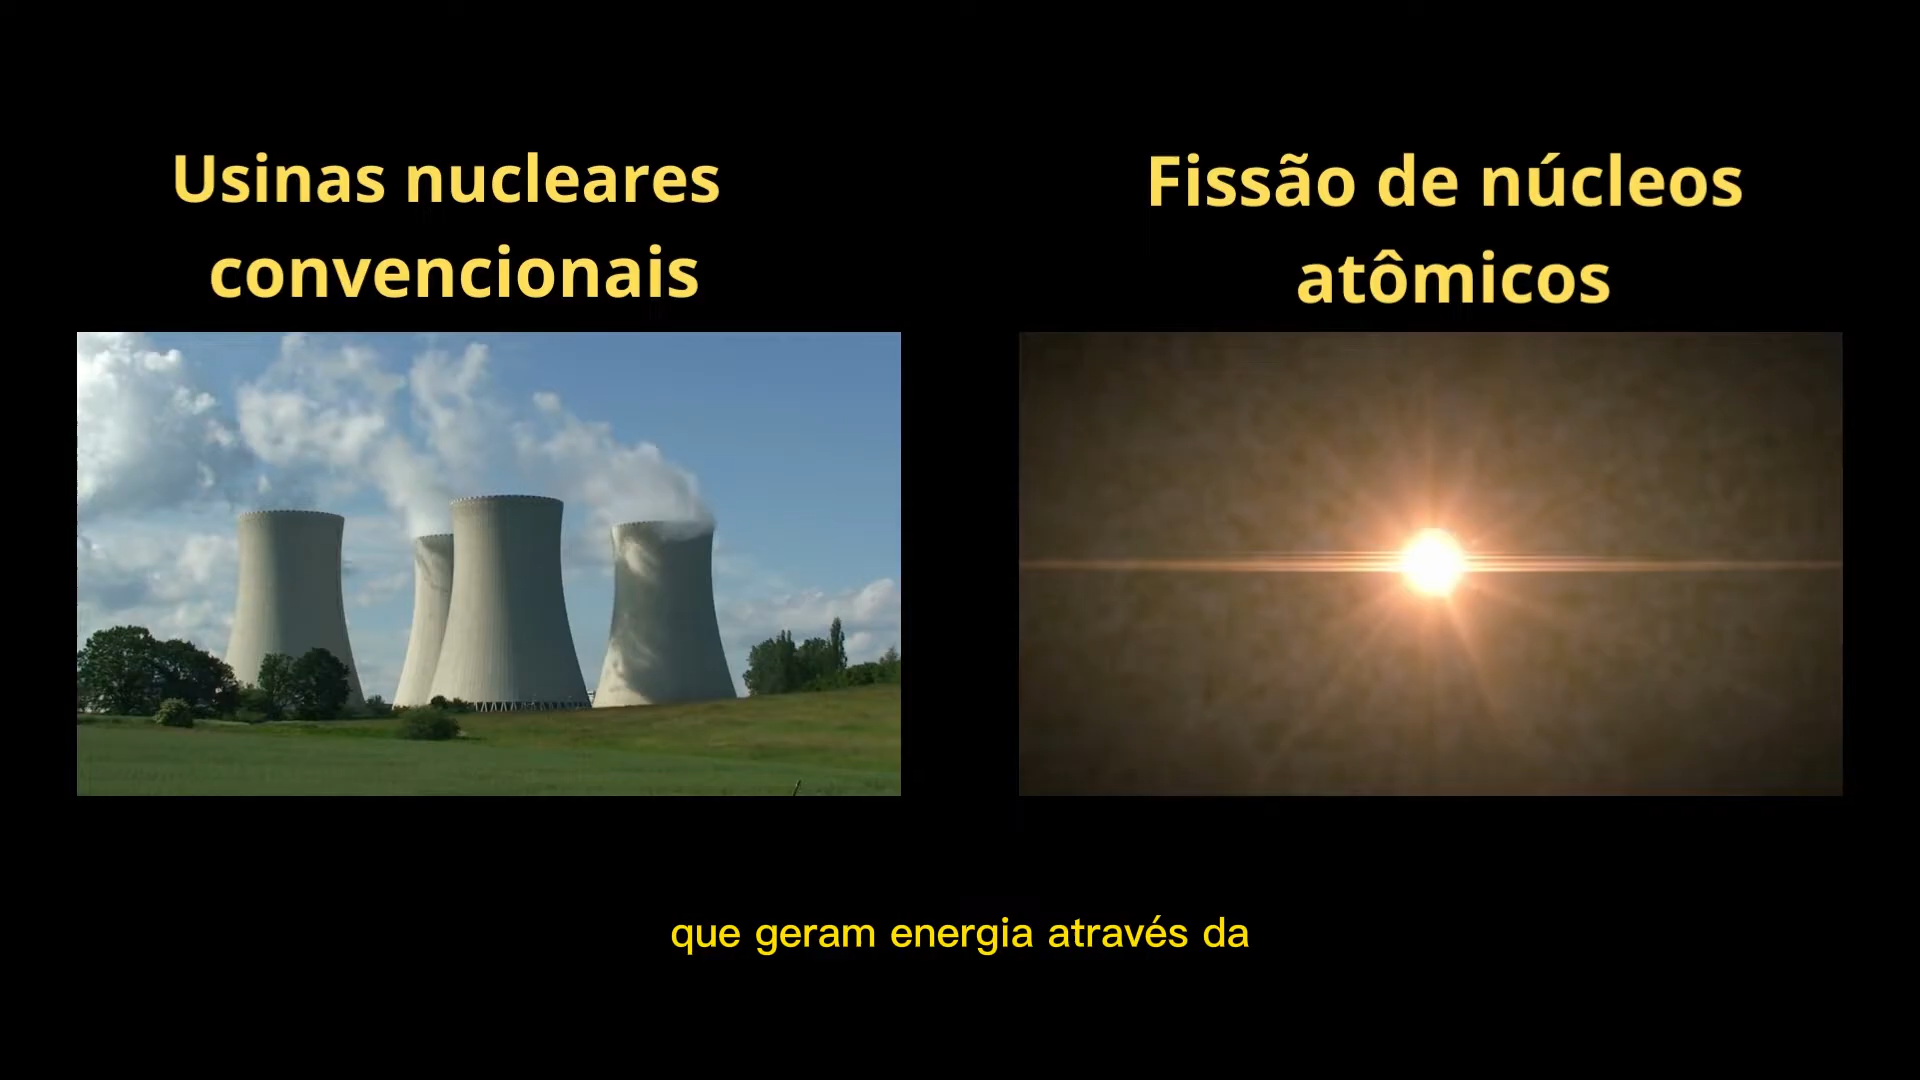 Usinas nucleares
convencionais
Fissão de núcleos
atômicos
que geram energia através da